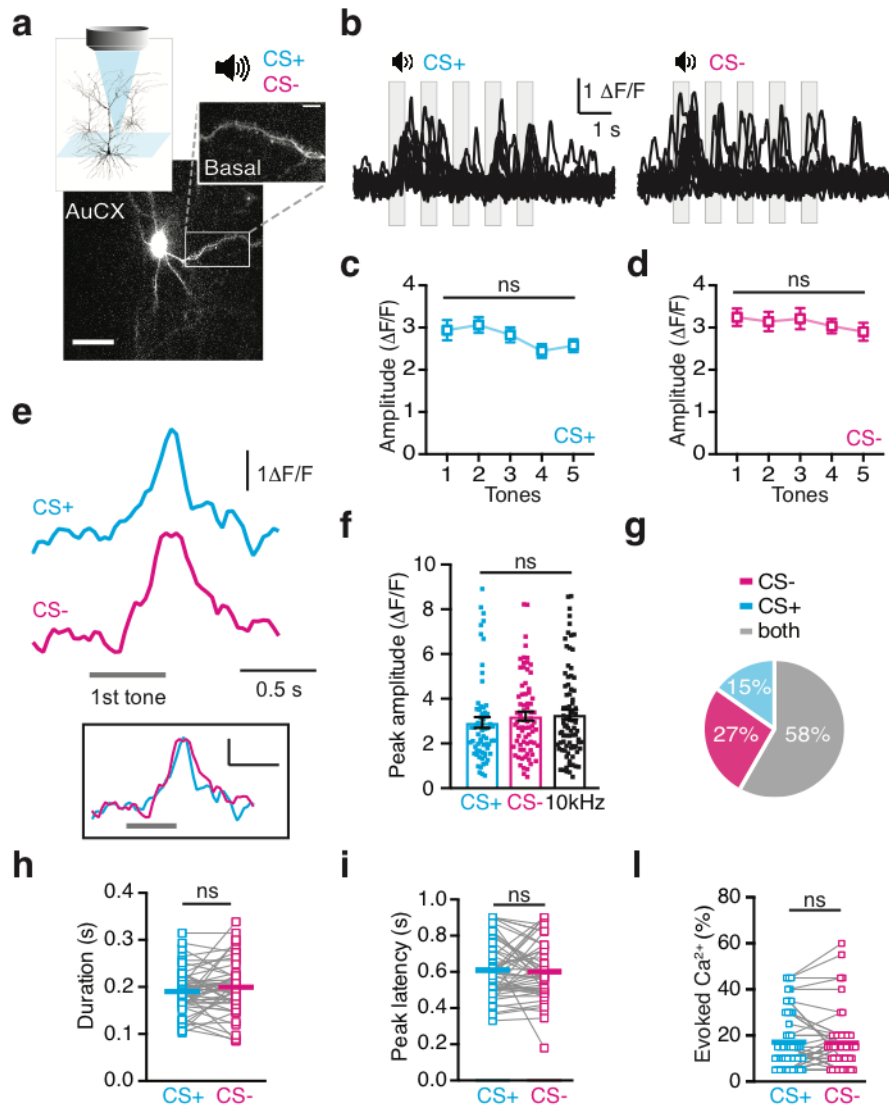 a
CS+
CS-
Basal
AuCX
b
CS+
CS-
1 ΔF/F
1 s
c
ns
Amplitude (ΔF/F)
4
3
2
1
0
1 2 3 4 5
Tones
CS+
d
ns
Amplitude (ΔF/F)
4
3
2
1
0
1 2 3 4 5
Tones
CS-
e
CS+
1ΔF/F
CS-
1st tone
0.5 s
f
ns
Peak amplitude (ΔF/F)
10
8
6
4
2
0
CS+ CS- 10kHz
g
CS-
CS+
both
15%
27%
58%
h
ns
Duration (s)
0.4
0.3
0.2
0.1
0.0
CS+ CS-
i
ns
Peak latency (s)
1.0
0.8
0.6
0.4
0.2
0.0
CS+ CS-
l
ns
Evoked Ca²⁺ (%)
80
60
40
20
0
CS+ CS-